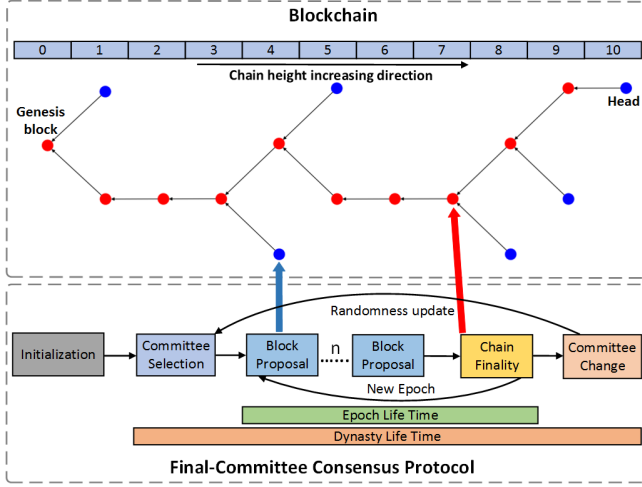 Blockchain
0 1 2 3 4 5 6 7 8 9 10
Chain height increasing direction
Genesis
block
Head
Randomness update
Initialization
Committee
Selection
Block
Proposal
n
Block
Proposal
Chain
Finality
Committee
Change
New Epoch
Epoch Life Time
Dynasty Life Time
Final-Committee Consensus Protocol